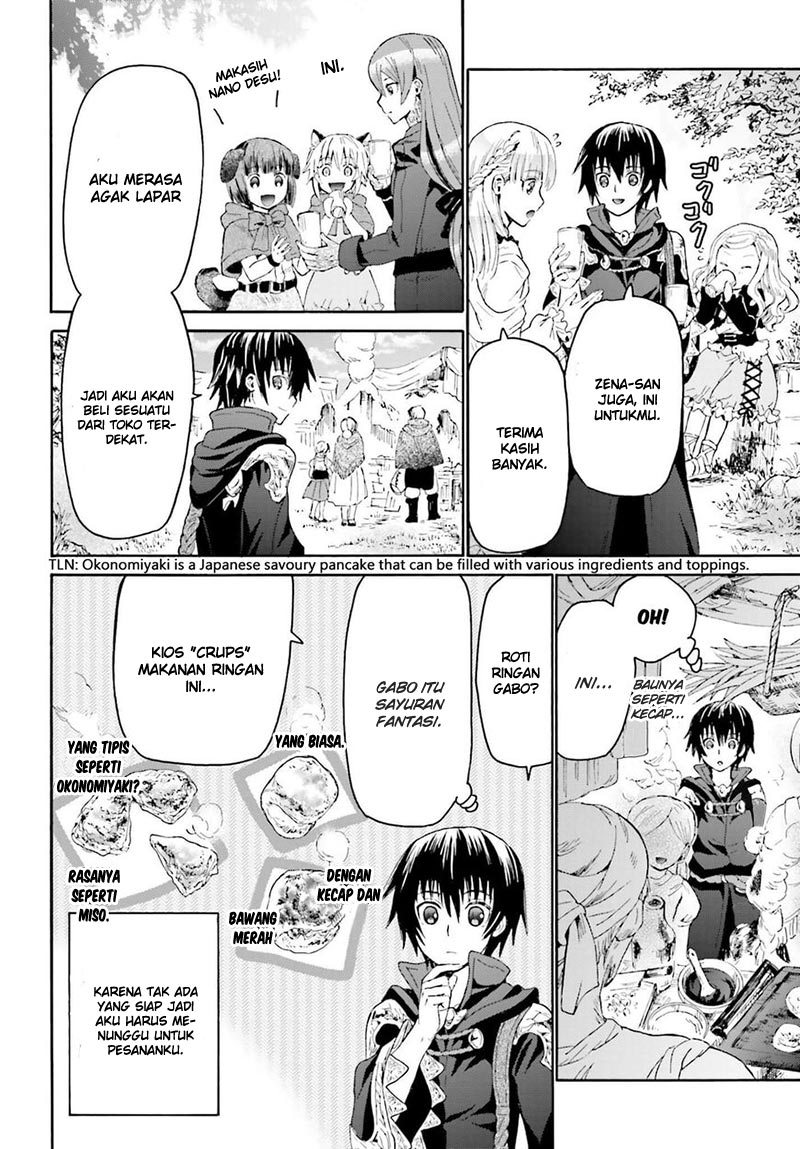 ゴクゴク
ZENA-SAN
JUGA, INI
UNTUKMU.
TERIMA
KASIH
BANYAK.
INI.
MAKASIH
NANO DESU!
AKU MERASA
AGAK LAPAR
JADI AKU AKAN
BELI SESUATU
DARI TOKO TER-
DEKAT.
TLN: Okonomiyaki is a Japanese savoury pancake that can be filled with various ingredients and toppings.
OH!
BAUNYA
SEPERTI
KECAP...
INI...
ROTI
RINGAN
GABO?
GABO ITU
SAYURAN
FANTASI.
KIOS "CRUPS"
MAKANAN RINGAN
INI...
YANG BIASA.
YANG TIPIS
SEPERTI
OKONOMIYAKI?
DENGAN
KECAP DAN
BAWANG
MERAH
RASANYA
SEPERTI
MISO.
KARENA TAK ADA
YANG SIAP JADI
AKU HARUS ME-
NUNGGU UNTUK
PESANANKU.